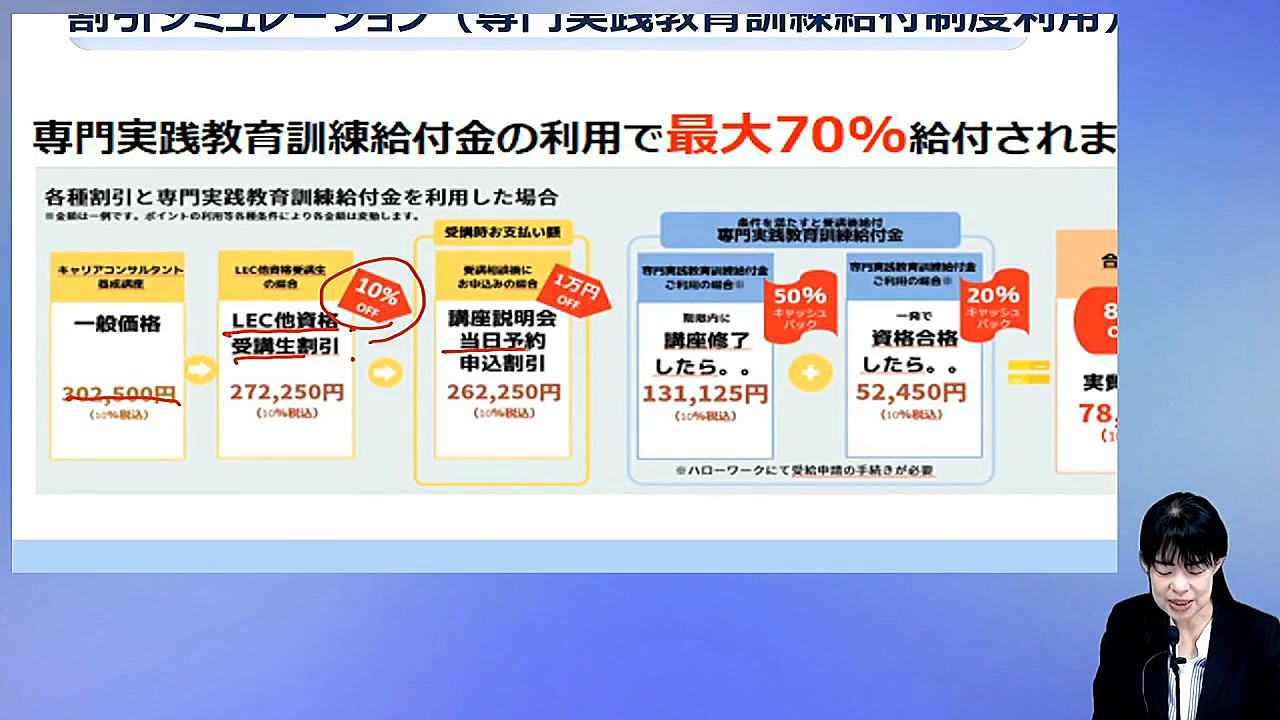 割引シミュレーション（専門実践教育訓練給付制度利用）
専門実践教育訓練給付金の利用で最大70%給付されま
各種割引と専門実践教育訓練給付金を利用した場合
※金額は一例です。ポイントの利用等各種条件により各金額は変動します。
キャリアコンサルタント
養成講座
一般価格
302,500円
(10%税込)
LEC他資格受講生
の場合
10%
OFF
LEC他資格
受講生割引
272,250円
(10%税込)
受講時お支払い額
受講相談後に
お申込みの場合
1万円
OFF
講座説明会
当日予約
申込割引
262,250円
(10%税込)
条件を満たすと受講後給付
専門実践教育訓練給付金
専門実践教育訓練給付金
ご利用の場合※
50%
キャッシュ
バック
期限内に
講座修了
したら。。
131,125円
(10%税込)
専門実践教育訓練給付金
ご利用の場合※
20%
キャッシュ
バック
一発で
資格合格
したら。。
52,450円
(10%税込)
※ハローワークにて受給申請の手続きが必要
合
8
O
実質
78,
(10